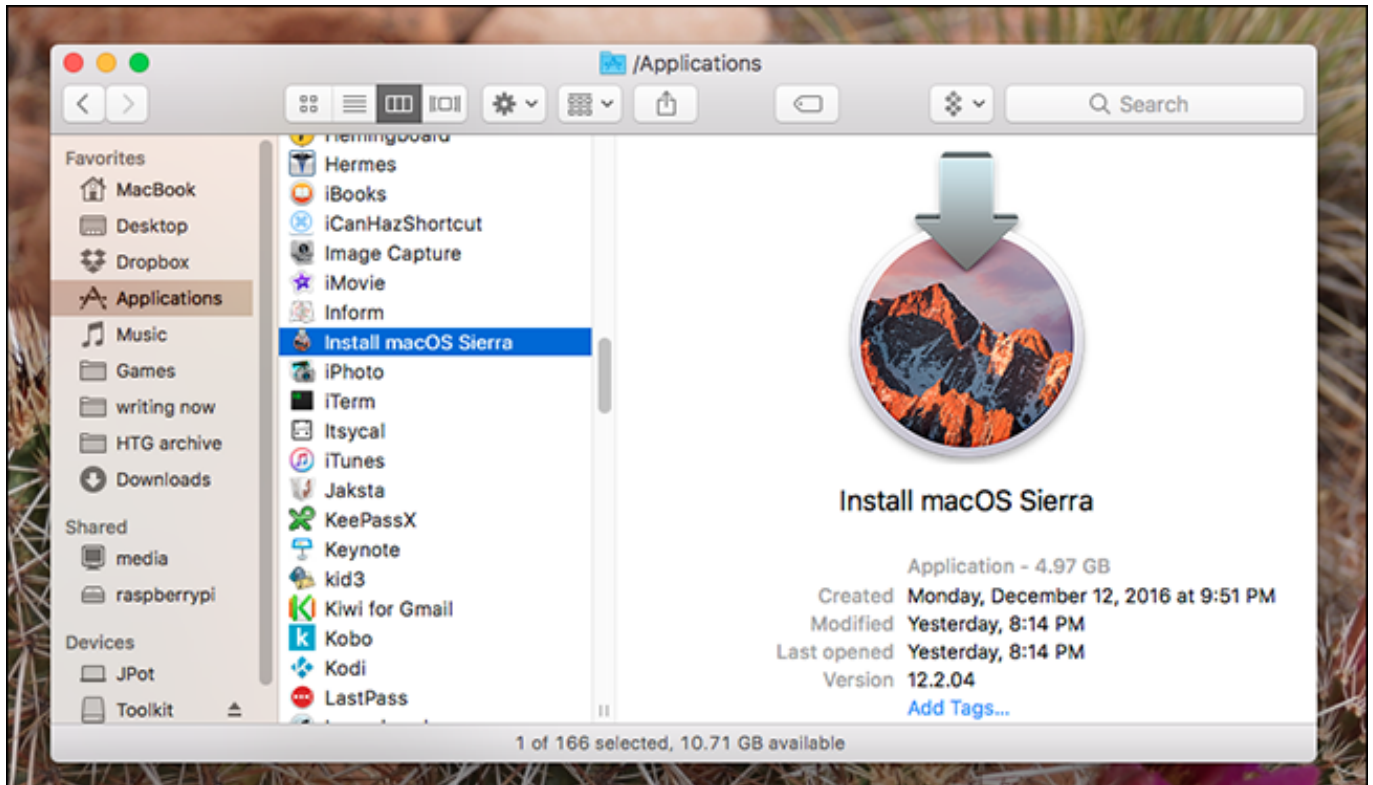 /Applications
Search
Favorites
MacBook
Desktop
Dropbox
Applications
Music
Games
writing now
HTG archive
Downloads
Shared
media
raspberrypi
Devices
JPot
Toolkit
Hemingboard
Hermes
iBooks
iCanHazShortcut
Image Capture
iMovie
Inform
Install macOS Sierra
iPhoto
iTerm
Itsycal
iTunes
Jaksta
KeePassX
Keynote
kid3
Kiwi for Gmail
Kobo
Kodi
LastPass
Install macOS Sierra
Application - 4.97 GB
Created Monday, December 12, 2016 at 9:51 PM
Modified Yesterday, 8:14 PM
Last opened Yesterday, 8:14 PM
Version 12.2.04
Add Tags...
1 of 166 selected, 10.71 GB available